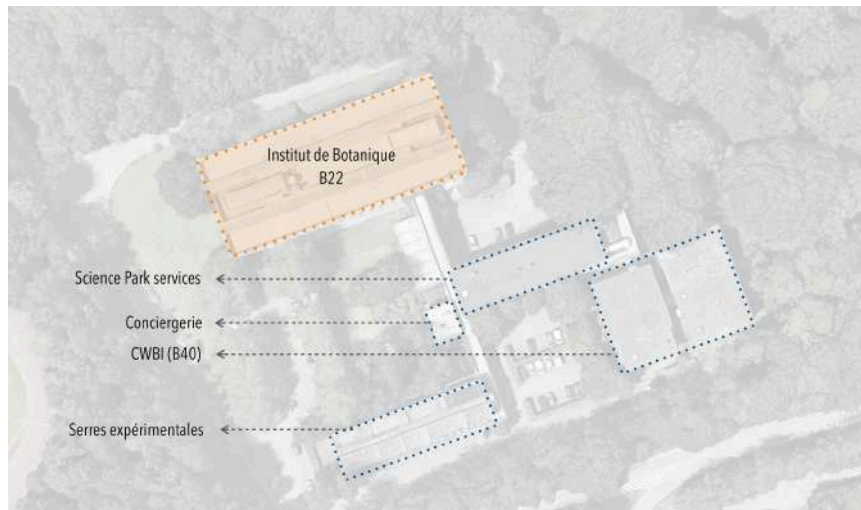 Institut de Botanique
B22
Science Park services
Conciergerie
CWBI (B40)
Serres expérimentales